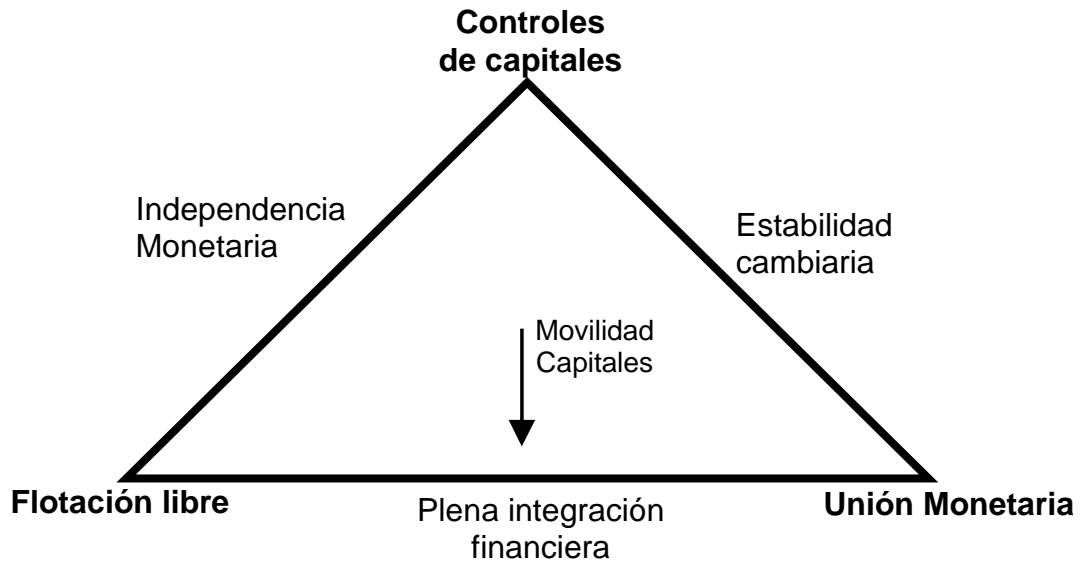 Controles
de capitales
Independencia
Monetaria
Estabilidad
cambiaria
Movilidad
Capitales
Flotación libre
Plena integración
financiera
Unión Monetaria